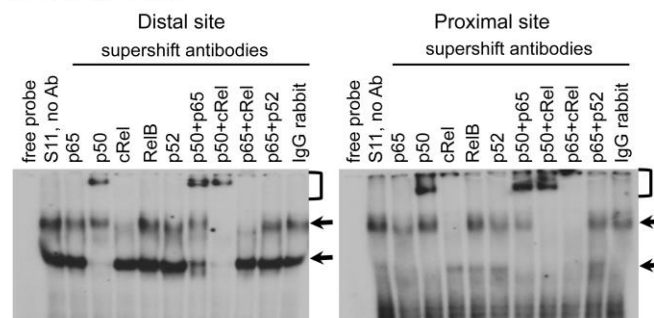 Distal site
supershift antibodies
free probe
S11, no Ab
p65
p50
cRel
RelB
p52
p50+p65
p50+cRel
p65+cRel
p65+p52
IgG rabbit
Proximal site
supershift antibodies
free probe
S11, no Ab
p65
p50
cRel
RelB
p52
p50+p65
p50+cRel
p65+cRel
p65+p52
IgG rabbit